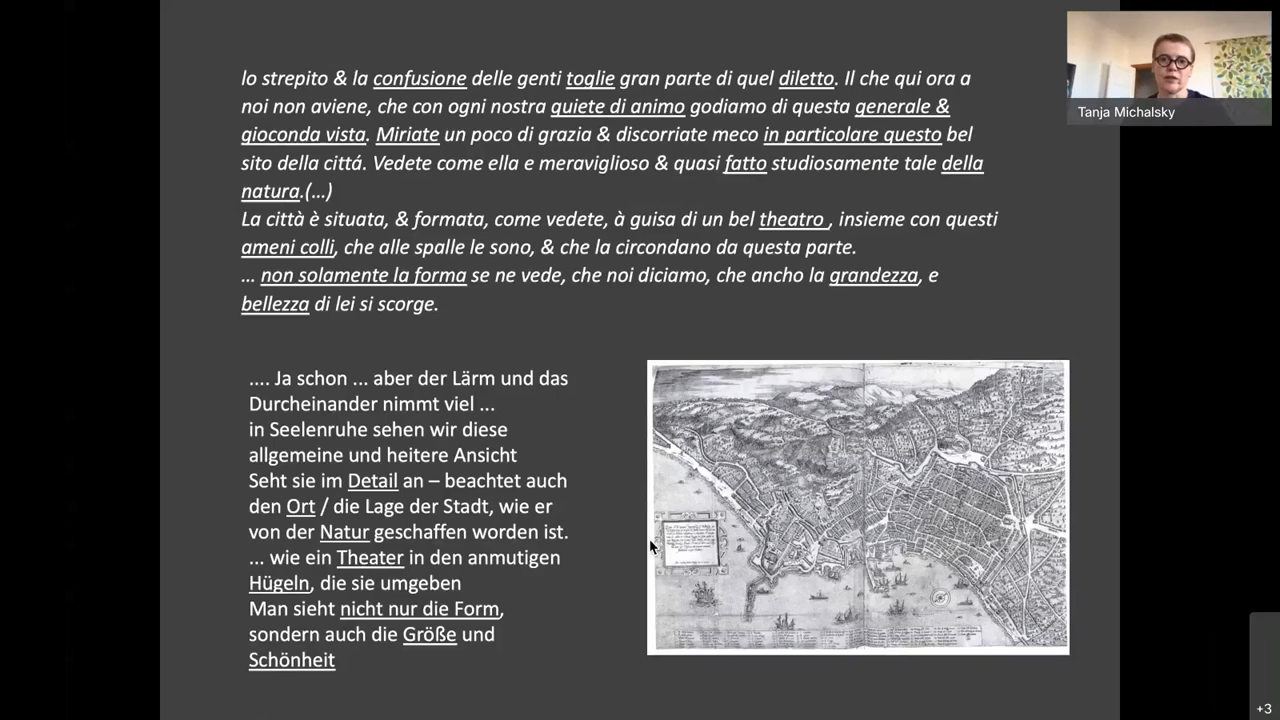 lo strepito & la confusione delle genti toglie gran parte di quel diletto. Il che qui ora a
noi non aviene, che con ogni nostra quiete di animo godiamo di questa generale &
gioconda vista. Miriate un poco di grazia & discorriate meco in particolare questo bel
sito della cittá. Vedete come ella e meraviglioso & quasi fatto studiosamente tale della
natura.(…)
La città è situata, & formata, come vedete, à guisa di un bel theatro , insieme con questi
ameni colli, che alle spalle le sono, & che la circondano da questa parte.
… non solamente la forma se ne vede, che noi diciamo, che ancho la grandezza, e
bellezza di lei si scorge.
.... Ja schon ... aber der Lärm und das
Durcheinander nimmt viel ...
in Seelenruhe sehen wir diese
allgemeine und heitere Ansicht
Seht sie im Detail an – beachtet auch
den Ort / die Lage der Stadt, wie er
von der Natur geschaffen worden ist.
... wie ein Theater in den anmutigen
Hügeln, die sie umgeben
Man sieht nicht nur die Form,
sondern auch die Größe und
Schönheit
Tanja Michalsky
+3